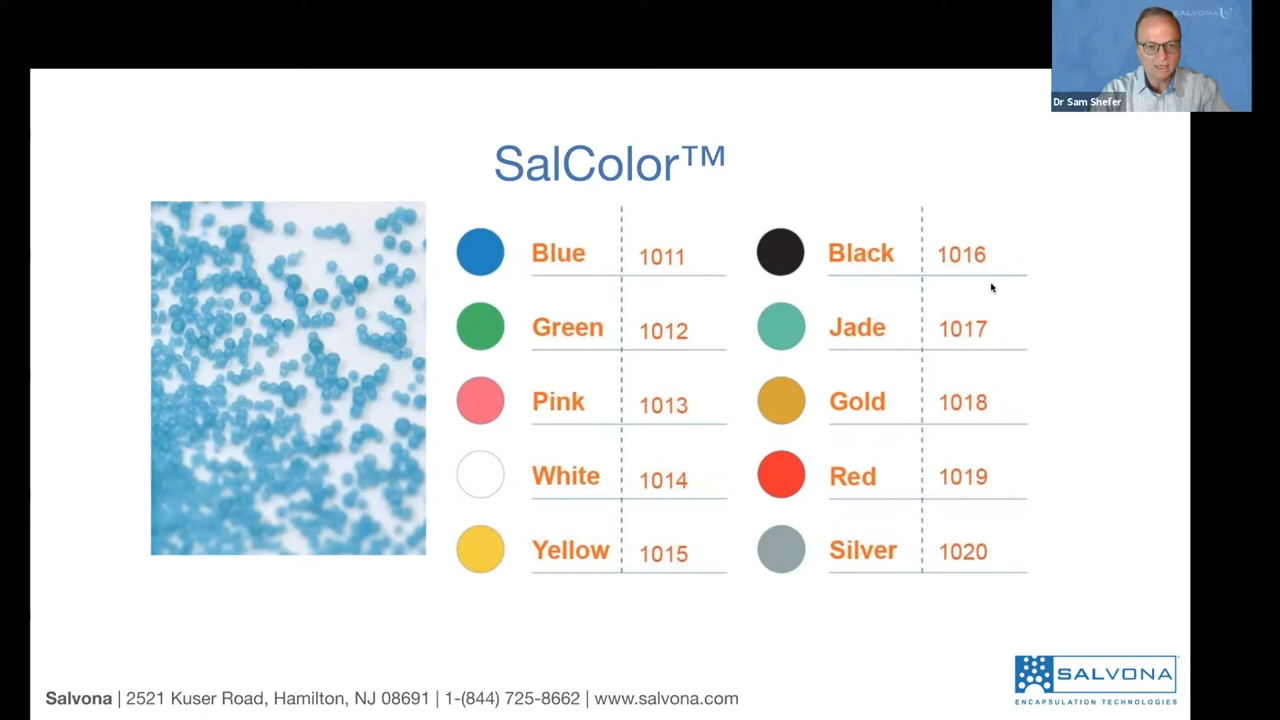 SALVONA U
Dr Sam Shefer
SalColor™
Blue 1011
Green 1012
Pink 1013
White 1014
Yellow 1015
Black 1016
Jade 1017
Gold 1018
Red 1019
Silver 1020
SALVONA
ENCAPSULATION TECHNOLOGIES
Salvona | 2521 Kuser Road, Hamilton, NJ 08691 | 1-(844) 725-8662 | www.salvona.com